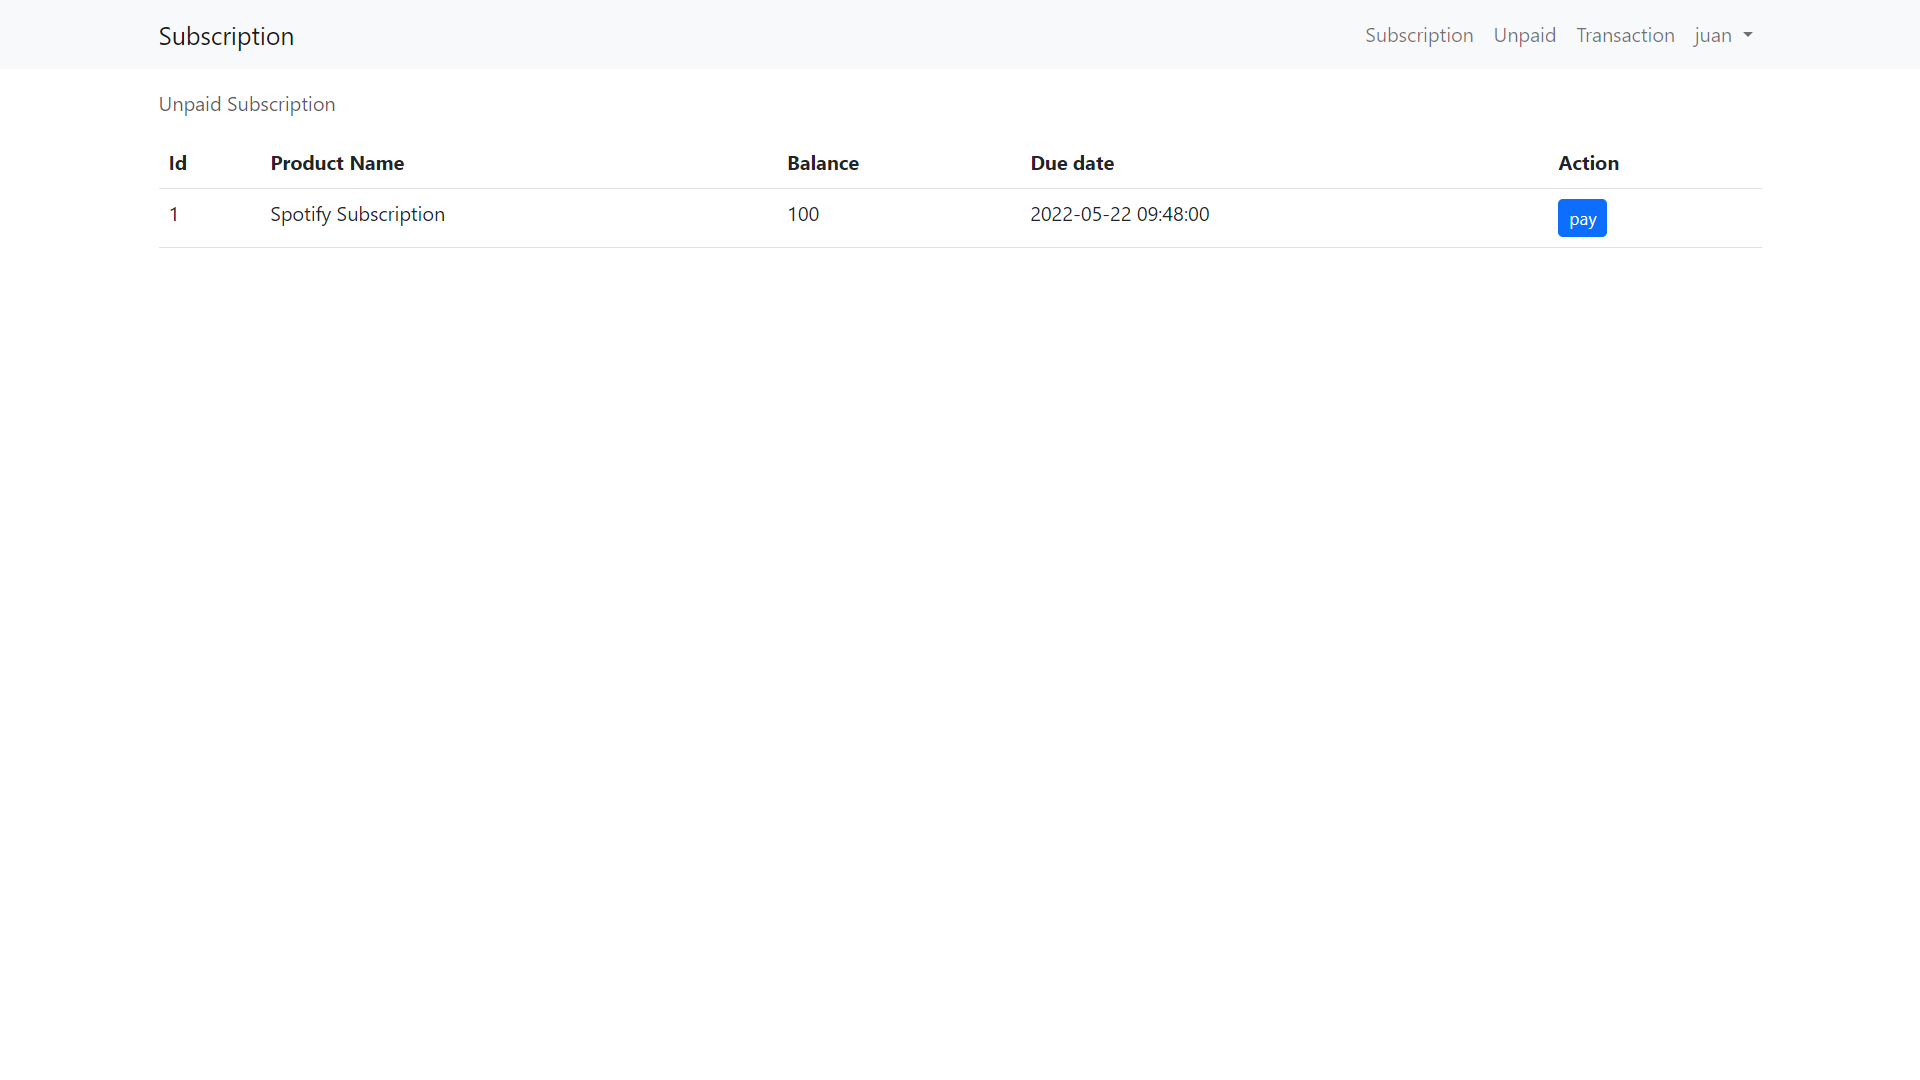 Subscription
Subscription Unpaid Transaction juan
Unpaid Subscription
Id Product Name Balance Due date Action
1 Spotify Subscription 100 2022-05-22 09:48:00 pay